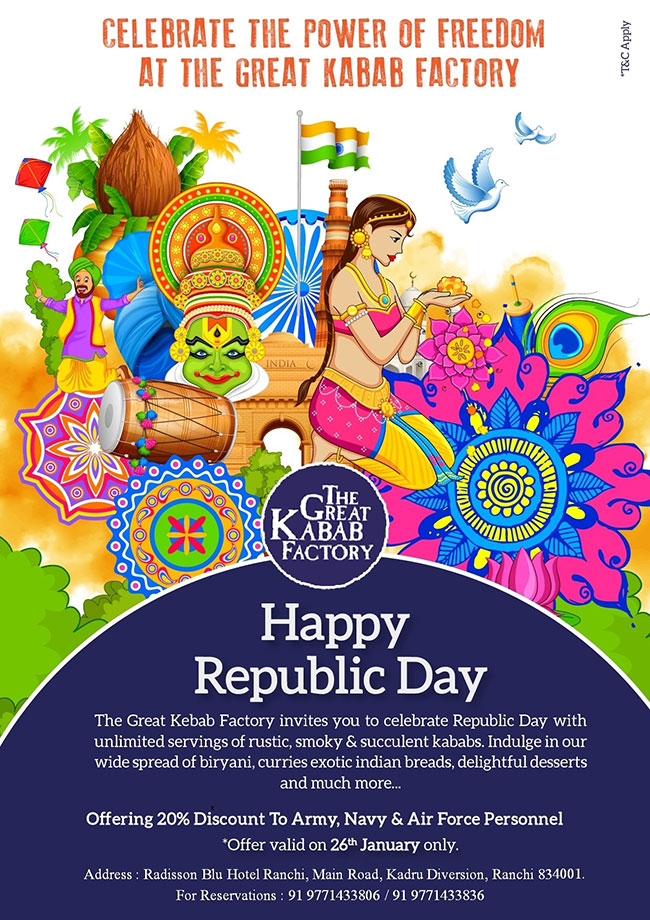 CELEBRATE THE POWER OF FREEDOM
AT THE GREAT KABAB FACTORY
*T&C Apply
INDIA
THE
GREAT
KABAB
FACTORY
Happy
Republic Day
The Great Kebab Factory invites you to celebrate Republic Day with
unlimited servings of rustic, smoky & succulent kababs. Indulge in our
wide spread of biryani, curries exotic indian breads, delightful desserts
and much more...
Offering 20% Discount To Army, Navy & Air Force Personnel
*Offer valid on 26th January only.
Address : Radisson Blu Hotel Ranchi, Main Road, Kadru Diversion, Ranchi 834001.
For Reservations : 91 9771433806 / 91 9771433836